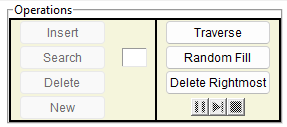 Operations
Insert
Search
Delete
New
Traverse
Random Fill
Delete Rightmost